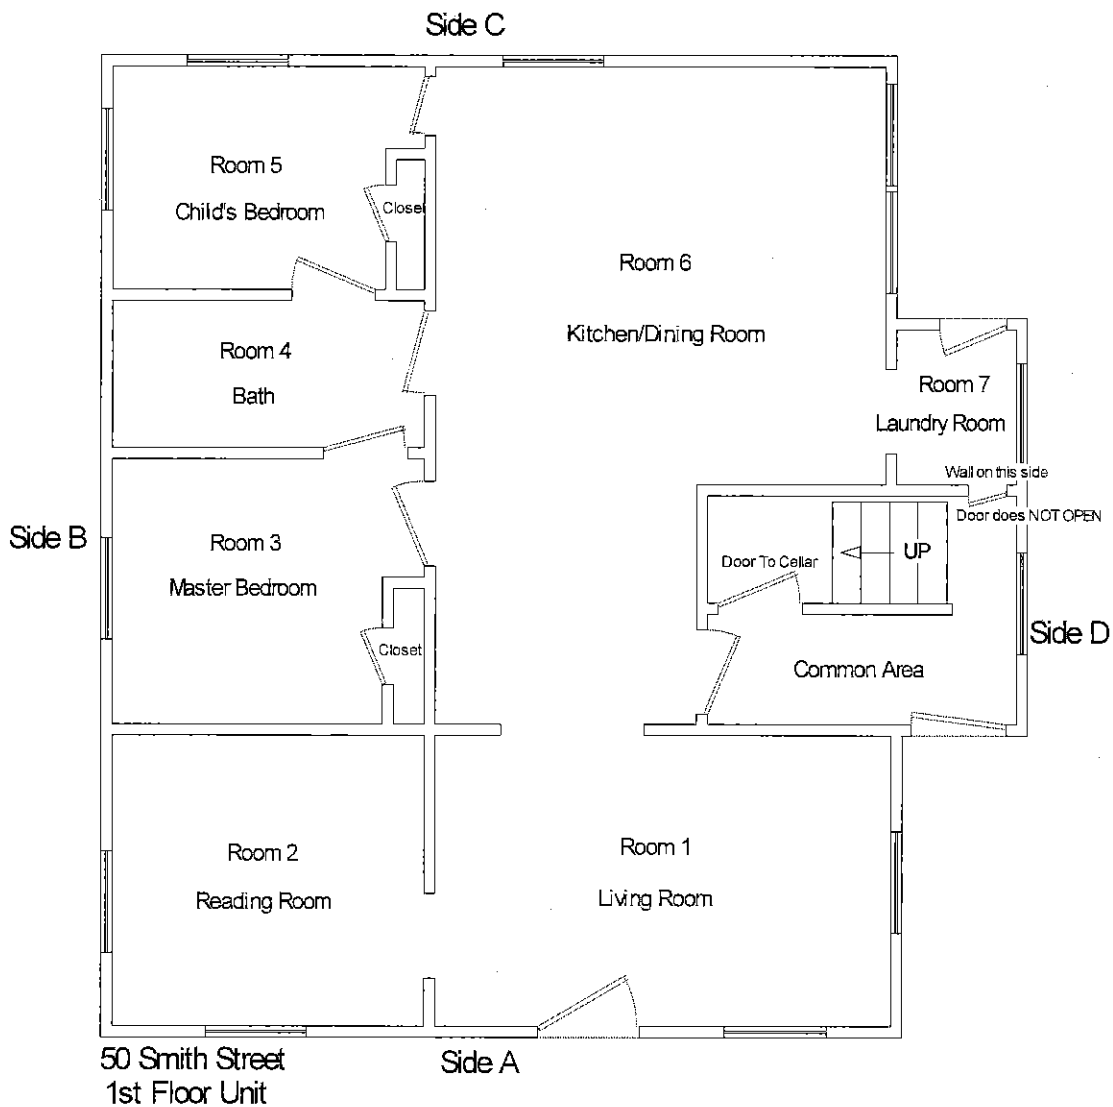 Side C
Room 5
Child's Bedroom
Closet
Room 6
Kitchen/Dining Room
Room 4
Bath
Room 7
Laundry Room
Wall on this side
Door does NOT OPEN
Side B
Room 3
Master Bedroom
Closet
Door To Cellar
UP
Common Area
Side D
Room 2
Reading Room
Room 1
Living Room
50 Smith Street
1st Floor Unit
Side A